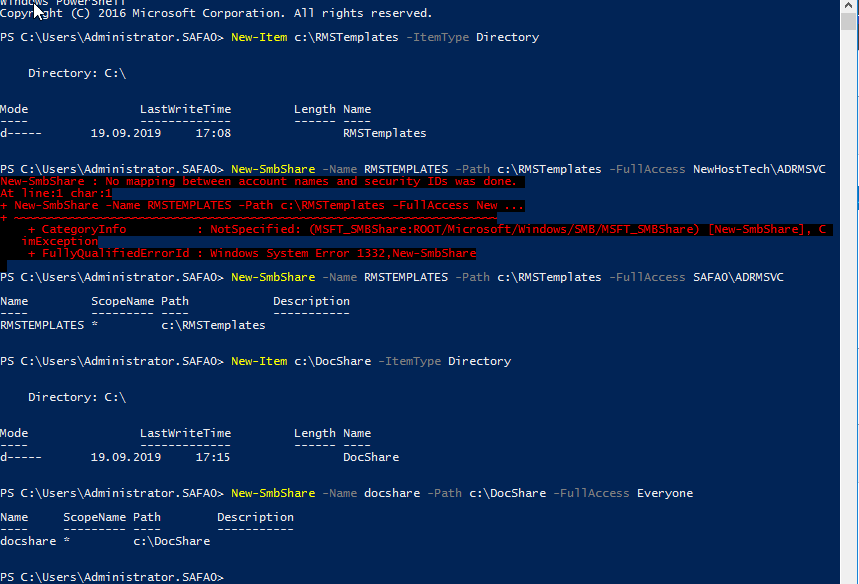 Windows PowerShell
Copyright (C) 2016 Microsoft Corporation. All rights reserved.
PS C:\Users\Administrator.SAFAO> New-Item c:\RMSTemplates -ItemType Directory
Directory: C:\
Mode LastWriteTime Length Name
---- ------------- ------ ----
d----- 19.09.2019 17:08 RMSTemplates
PS C:\Users\Administrator.SAFAO> New-SmbShare -Name RMSTEMPLATES -Path c:\RMSTemplates -FullAccess NewHostTech\ADRMSVC
New-SmbShare : No mapping between account names and security IDs was done.
At line:1 char:1
+ New-SmbShare -Name RMSTEMPLATES -Path c:\RMSTemplates -FullAccess New ...
+ ~~~~~~~~~~~~~~~~~~~~~~~~~~~~~~~~~~~~~~~~~~~~~~~~~~~~~~~~~~~~~~~~~~~~~
+ CategoryInfo : NotSpecified: (MSFT_SMBShare:ROOT/Microsoft/Windows/SMB/MSFT_SMBShare) [New-SmbShare], C
imException
+ FullyQualifiedErrorId : Windows System Error 1332,New-SmbShare
PS C:\Users\Administrator.SAFAO> New-SmbShare -Name RMSTEMPLATES -Path c:\RMSTemplates -FullAccess SAFAO\ADRMSVC
Name ScopeName Path Description
---- --------- ---- -----------
RMSTEMPLATES * c:\RMSTemplates
PS C:\Users\Administrator.SAFAO> New-Item c:\DocShare -ItemType Directory
Directory: C:\
Mode LastWriteTime Length Name
---- ------------- ------ ----
d----- 19.09.2019 17:15 DocShare
PS C:\Users\Administrator.SAFAO> New-SmbShare -Name docshare -Path c:\DocShare -FullAccess Everyone
Name ScopeName Path Description
---- --------- ---- -----------
docshare * c:\DocShare
PS C:\Users\Administrator.SAFAO>